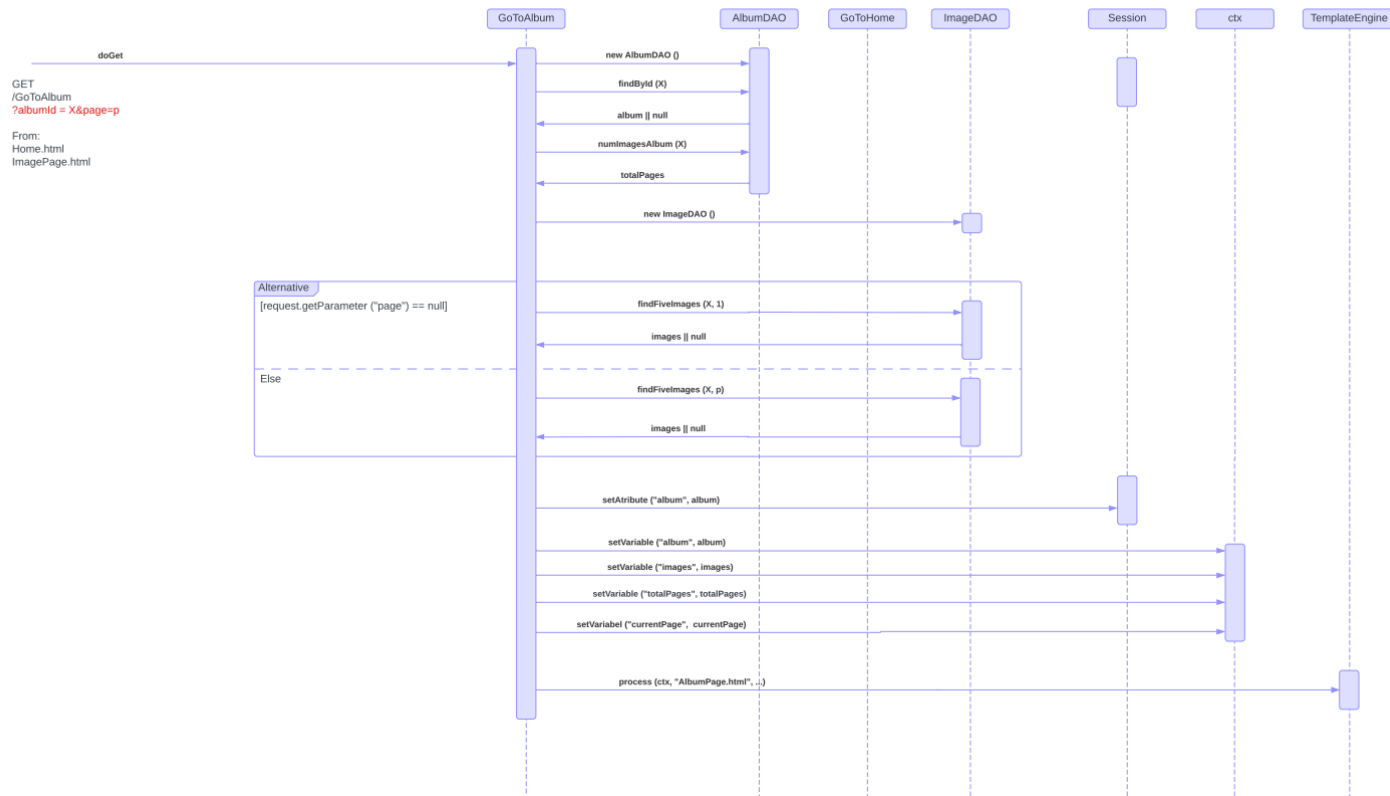 GoToAlbum
AlbumDAO
GoToHome
ImageDAO
Session
ctx
TemplateEngine
doGet
GET
/GoToAlbum
?albumId = X&page=p
From:
Home.html
ImagePage.html
new AlbumDAO ()
findById (X)
album || null
numImagesAlbum (X)
totalPages
new ImageDAO ()
Alternative
[request.getParameter ("page") == null]
findFiveImages (X, 1)
images || null
Else
findFiveImages (X, p)
images || null
setAtribute ("album", album)
setVariable ("album", album)
setVariable ("images", images)
setVariable ("totalPages", totalPages)
setVariabel ("currentPage", currentPage)
process (ctx, "AlbumPage.html", ...)